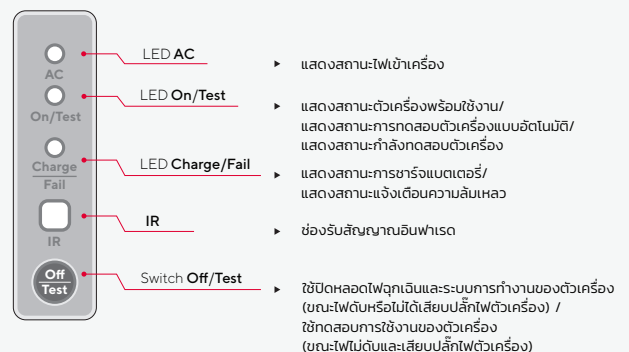 AC
On/Test
Charge
Fail
IR
Off
Test
LED AC
▸ แสดงสถานะไฟเข้าเครื่อง
LED On/Test
▸ แสดงสถานะตัวเครื่องพร้อมใช้งาน/
แสดงสถานะการทดสอบตัวเครื่องแบบอัตโนมัติ/
แสดงสถานะกำลังทดสอบตัวเครื่อง
LED Charge/Fail
▸ แสดงสถานะการชาร์จแบตเตอรี่/
แสดงสถานะแจ้งเตือนความล้มเหลว
IR
▸ ช่องรับสัญญาณอินฟาเรด
Switch Off/Test
▸ ใช้ปิดหลอดไฟฉุกเฉินและระบบการทำงานของตัวเครื่อง
(ขณะไฟดับหรือไม่ได้เสียบปลั๊กไฟตัวเครื่อง) /
ใช้ทดสอบการใช้งานของตัวเครื่อง
(ขณะไฟไม่ดับและเสียบปลั๊กไฟตัวเครื่อง)